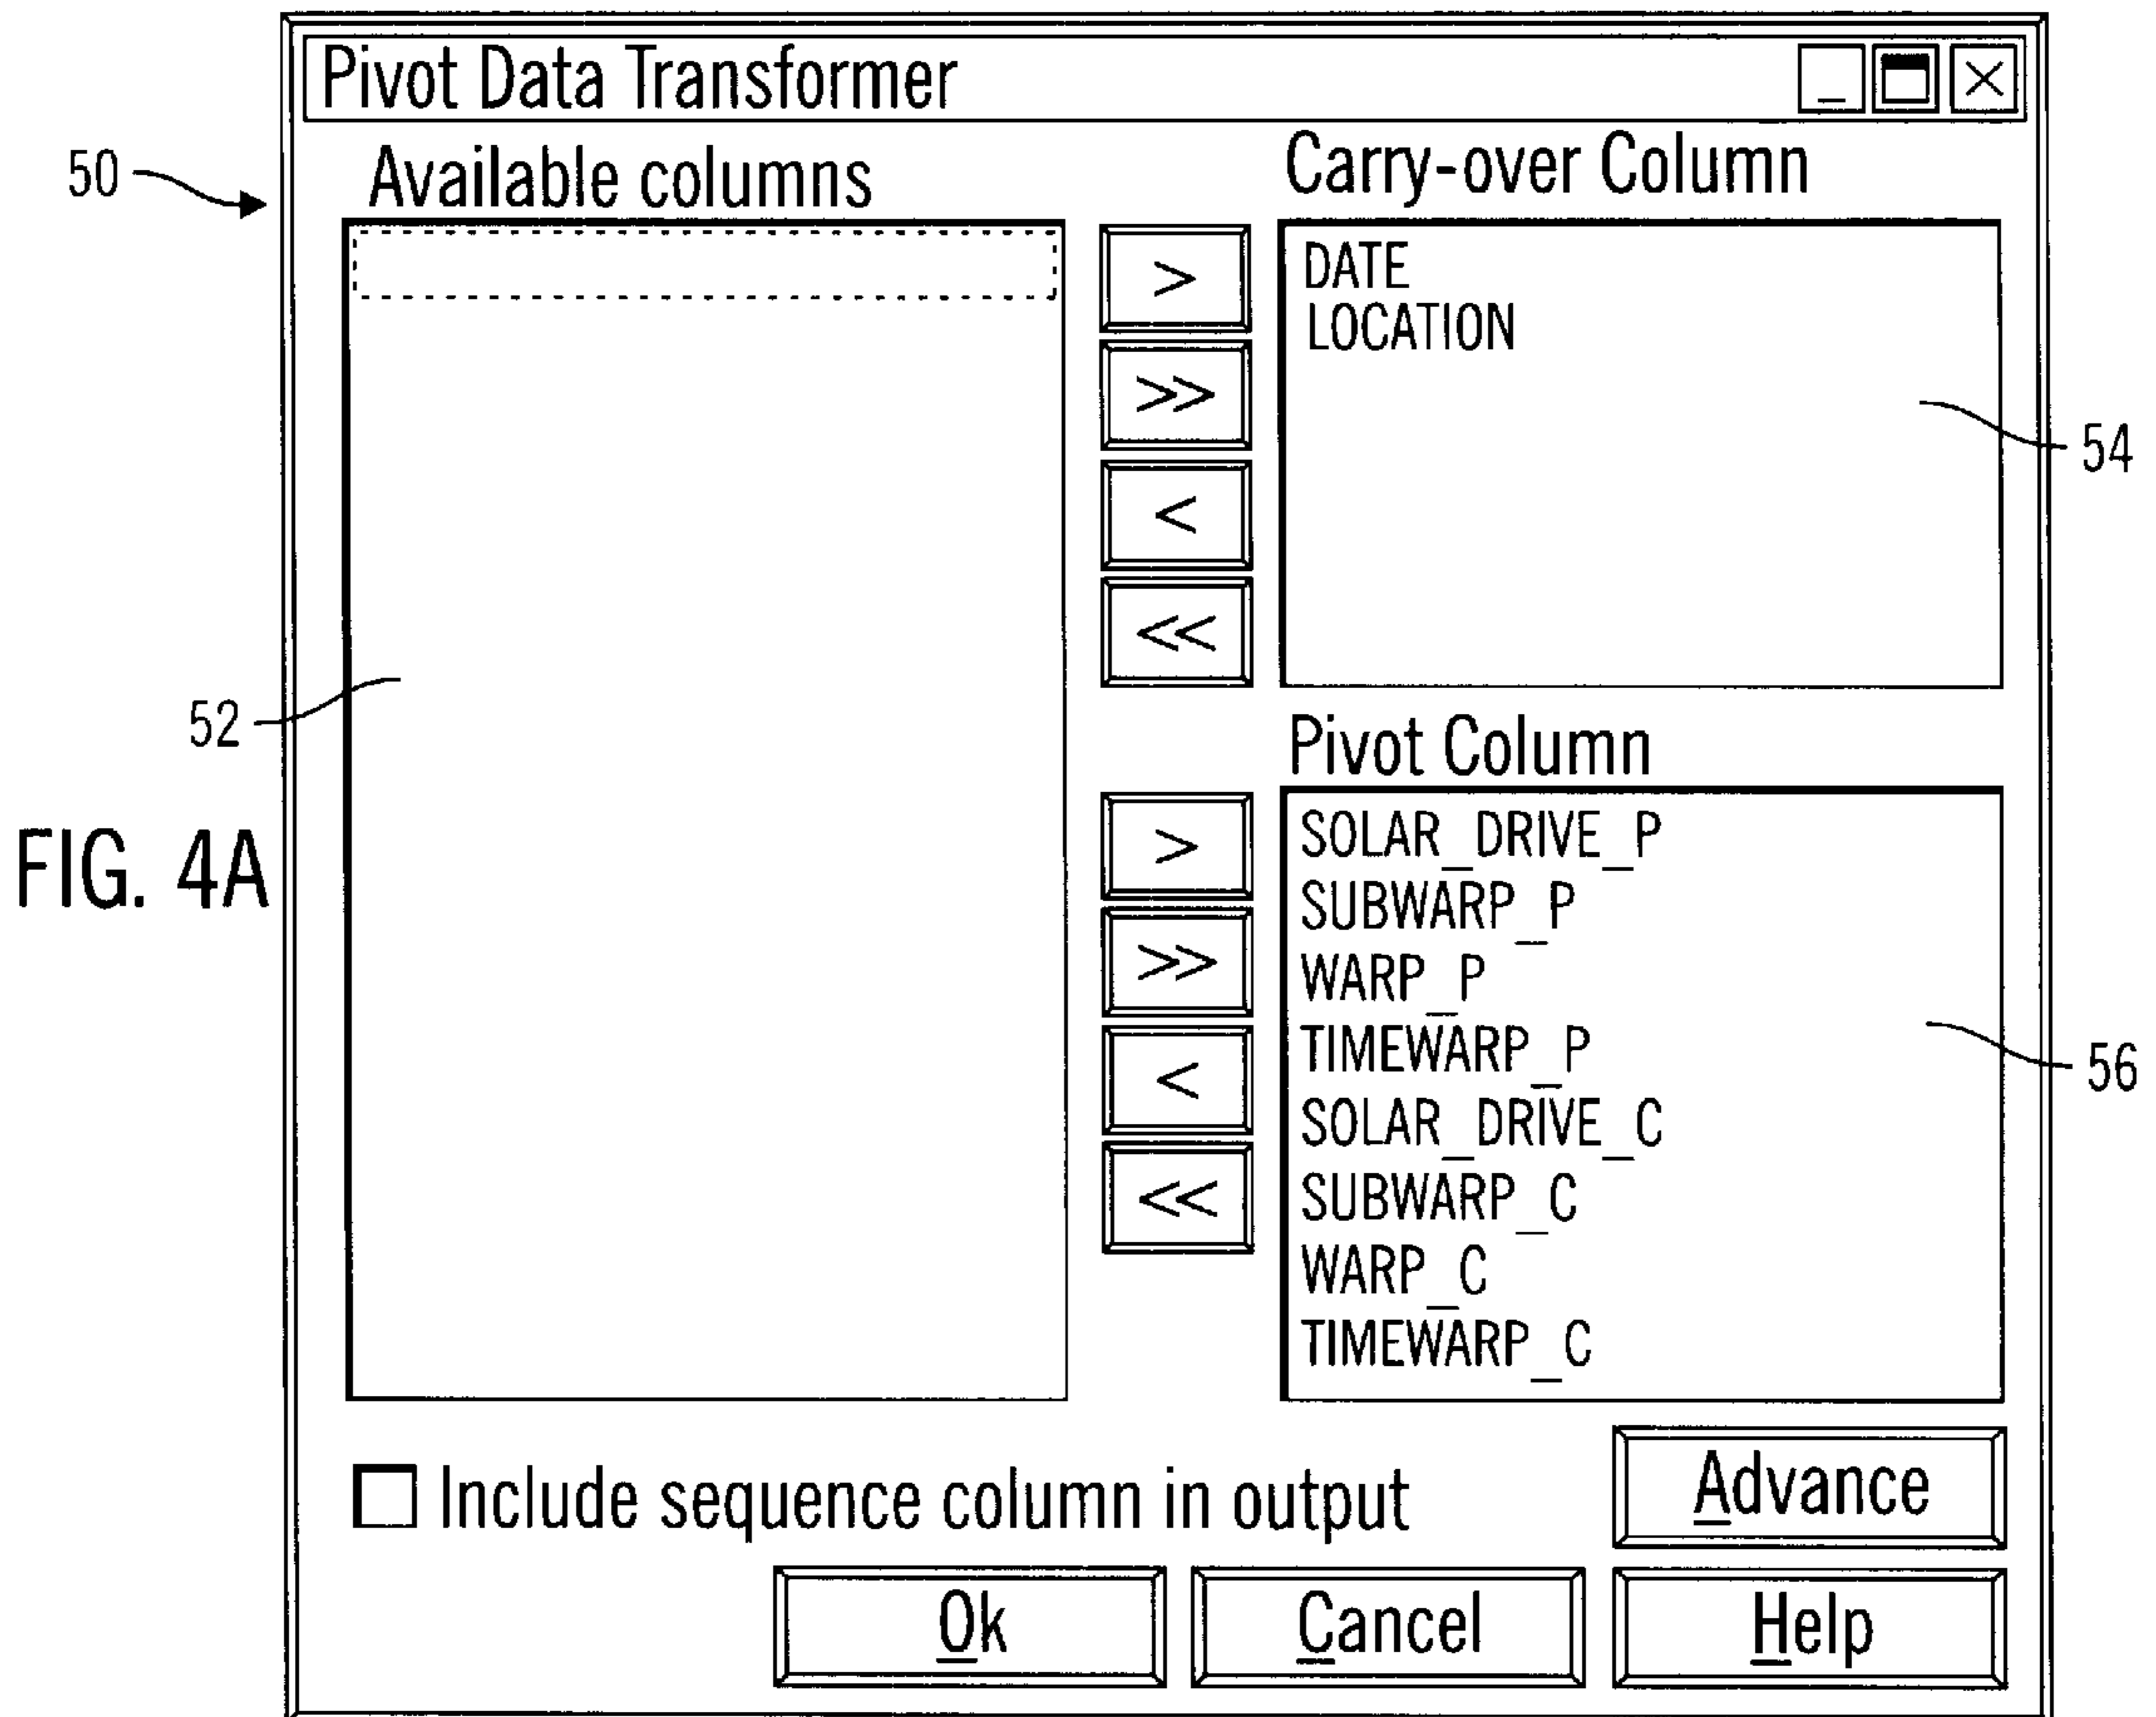 Pivot Data Transformer
50
Available columns
Carry-over Column
DATE
LOCATION
>
>>
<
<<
54
52
Pivot Column
SOLAR_DRIVE_P
SUBWARP_P
WARP_P
TIMEWARP_P
SOLAR_DRIVE_C
SUBWARP_C
WARP_C
TIMEWARP_C
>
>>
<
<<
56
FIG. 4A
Include sequence column in output
Advance
Ok
Cancel
Help